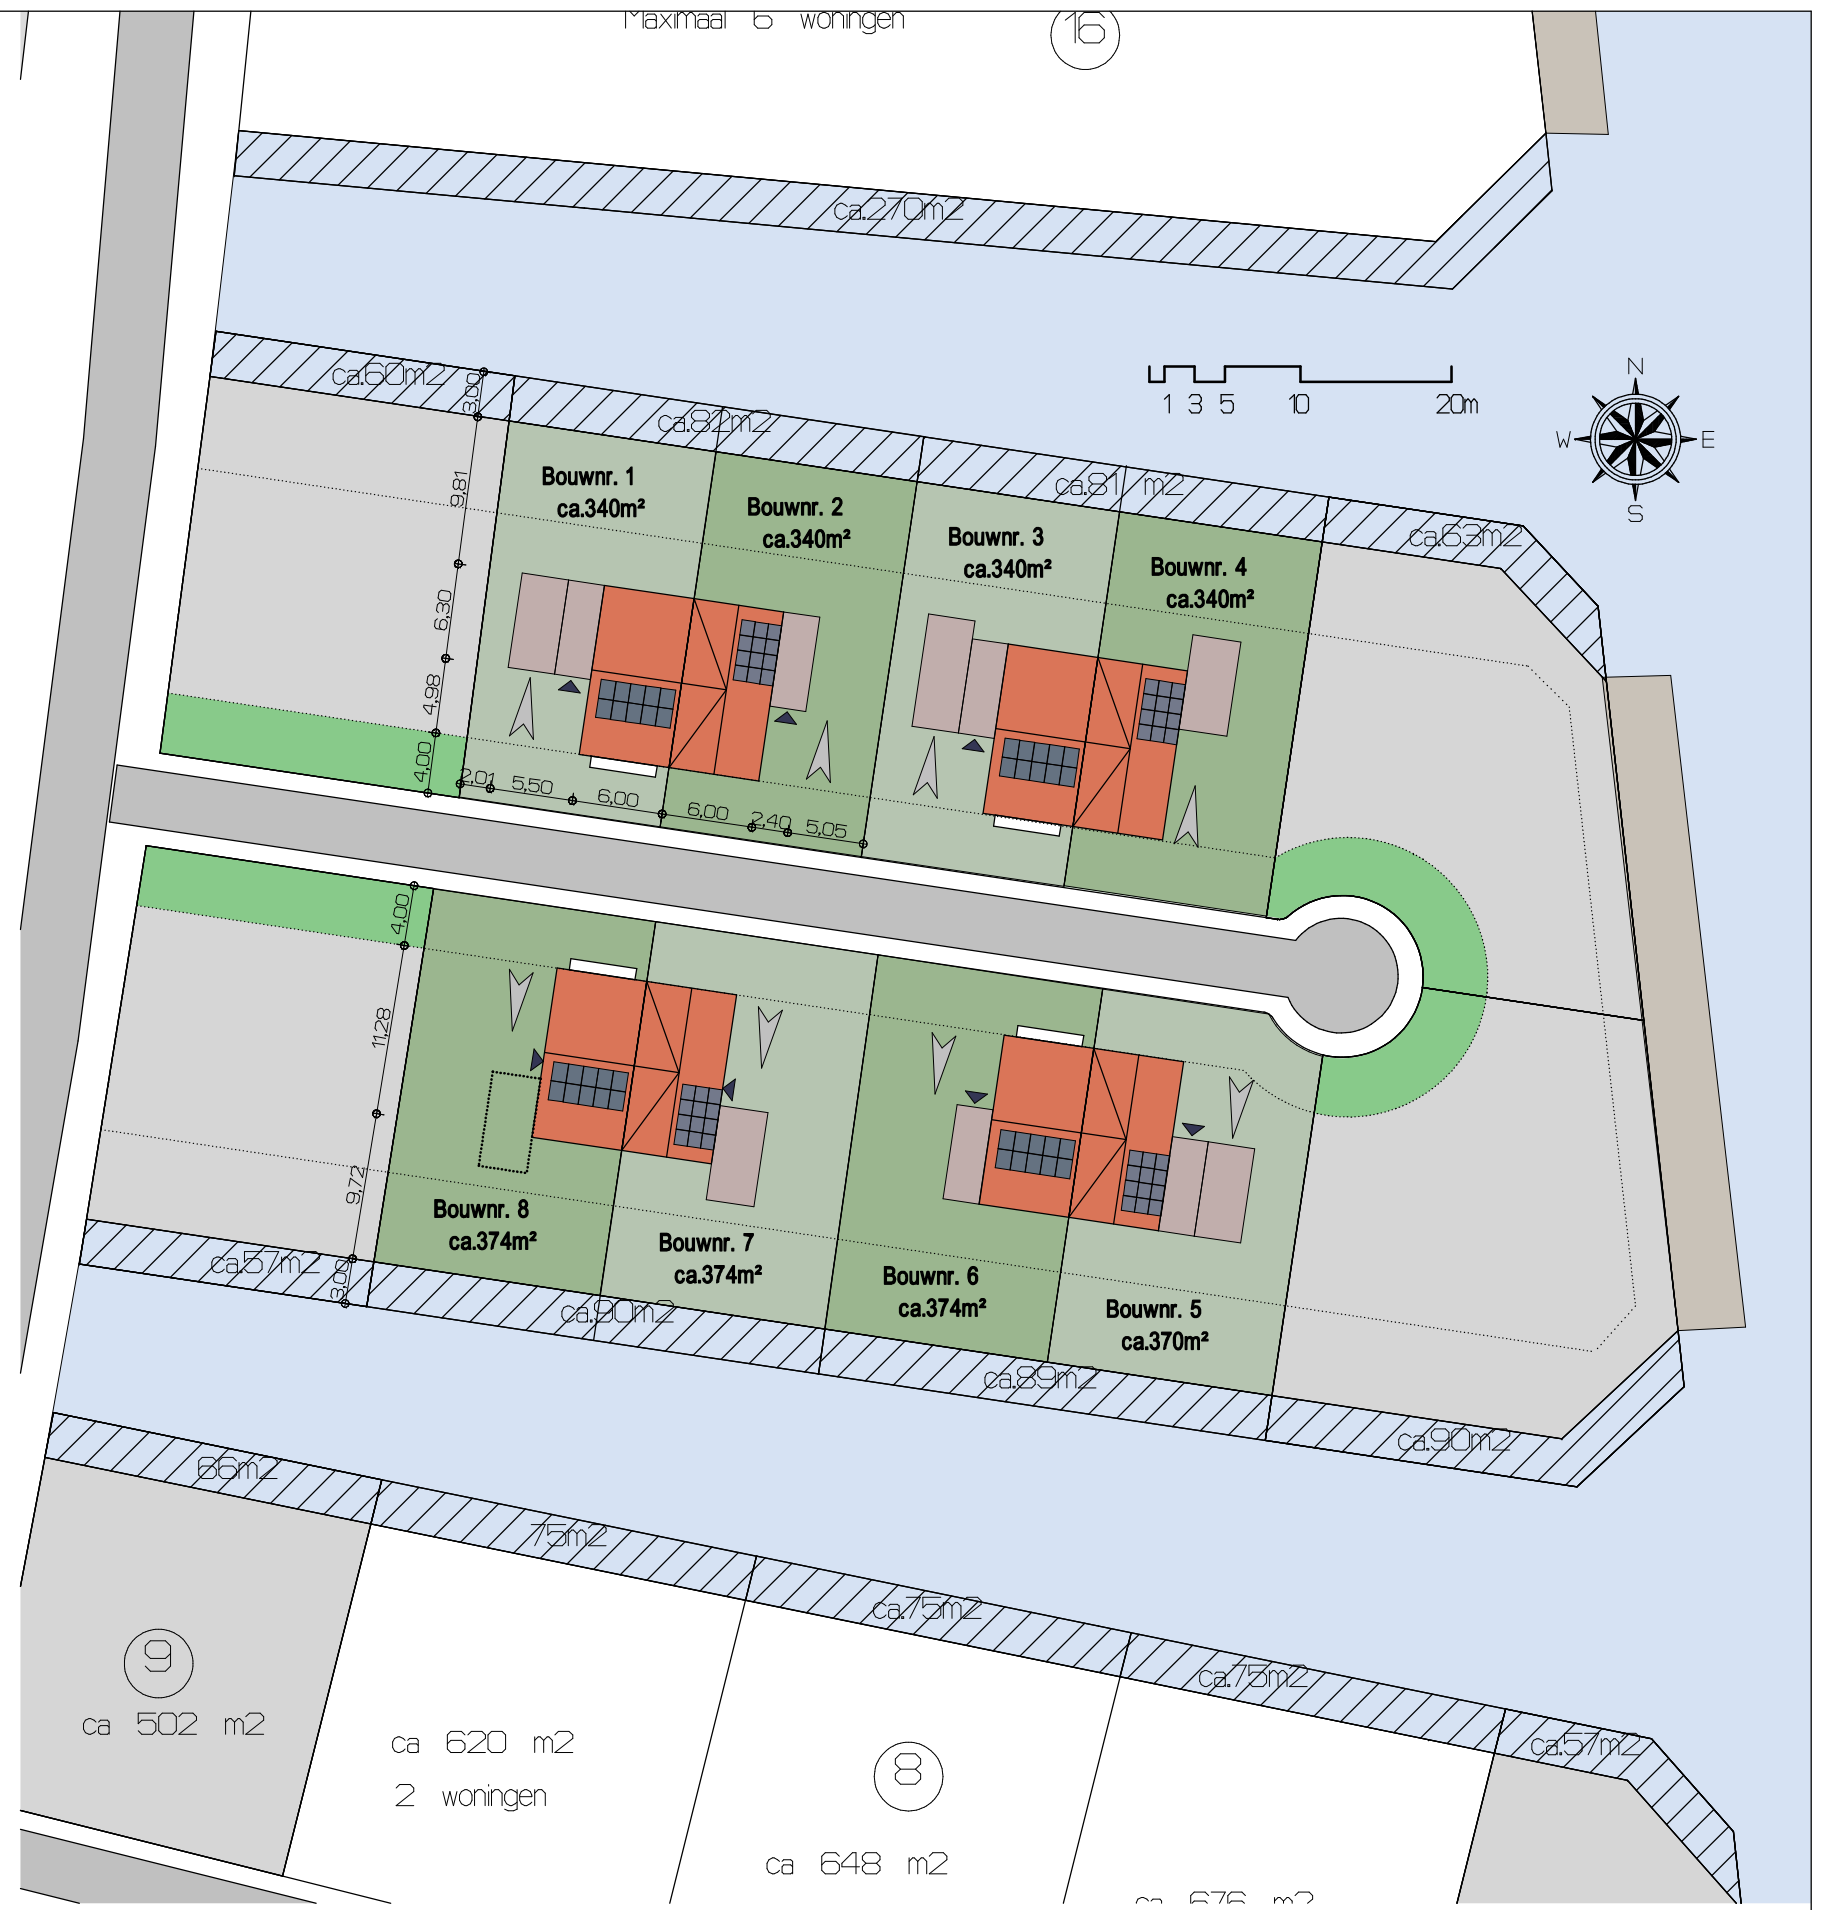 Maximaal 6 woningen
16
ca.270m2
N
W E
S
1 3 5 10 20m
ca.60m2
3,00
ca.82m2
ca.81 m2
ca.63m2
Bouwnr. 1
ca.340m²
Bouwnr. 2
ca.340m²
Bouwnr. 3
ca.340m²
Bouwnr. 4
ca.340m²
9,81
6,30
4,98
4,00
2,01 5,50 6,00 6,00 2,40 5,05
4,00
11,28
9,72
3,00
Bouwnr. 8
ca.374m²
Bouwnr. 7
ca.374m²
Bouwnr. 6
ca.374m²
Bouwnr. 5
ca.370m²
ca.57m2
ca.90m2
ca.89m2
ca.90m2
66m2
75m2
ca.75m2
ca.75m2
ca.57m2
9
ca 502 m2
ca 620 m2
2 woningen
8
ca 648 m2
ca 676 m2